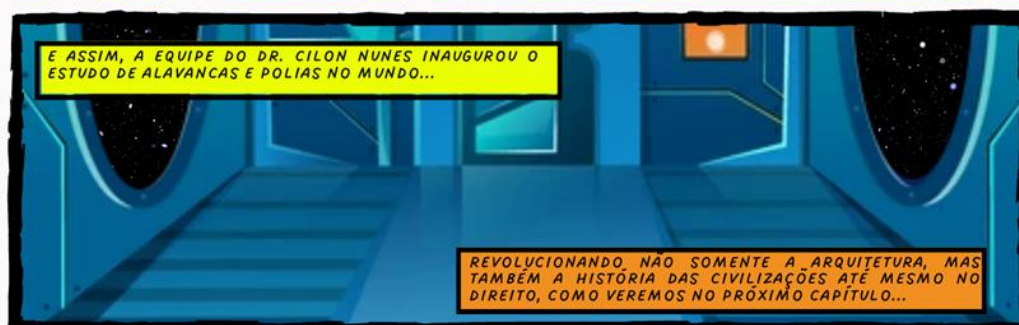 E ASSIM, A EQUIPE DO DR. CILON NUNES INAUGUROU O
ESTUDO DE ALAVANCAS E POLIAS NO MUNDO...
REVOLUCIONANDO NÃO SOMENTE A ARQUITETURA, MAS
TAMBÉM A HISTÓRIA DAS CIVILIZAÇÕES ATÉ MESMO NO
DIREITO, COMO VEREMOS NO PRÓXIMO CAPÍTULO...